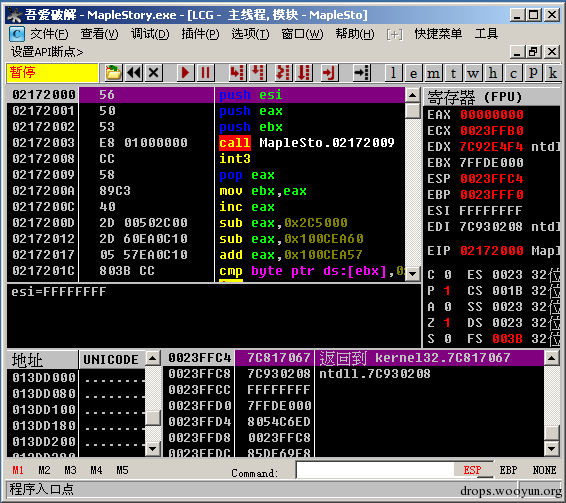 吾爱破解 - MapleStory.exe - [LCG - 主线程, 模块 - MapleSto]
C 文件(F) 查看(V) 调试(D) 插件(P) 选项(T) 窗口(W) 帮助(H) [+] 快捷菜单 工具
设置API断点>
暂停 l e m t w h c p k
02172000 56 push esi
02172001 50 push eax
02172002 53 push ebx
02172003 E8 01000000 call MapleSto.02172009
02172008 CC int3
02172009 58 pop eax
0217200A 89C3 mov ebx,eax
0217200C 40 inc eax
0217200D 2D 00502C00 sub eax,0x2C5000
02172012 2D 60EA0C10 sub eax,0x100CEA60
02172017 05 57EA0C10 add eax,0x100CEA57
0217201C 803B CC cmp byte ptr ds:[ebx],0
esi=FFFFFFFF
寄存器 (FPU)
EAX 00000000
ECX 0023FFB0
EDX 7C92E4F4 ntdl
EBX 7FFDE000
ESP 0023FFC4
EBP 0023FFF0
ESI FFFFFFFF
EDI 7C930208 ntdl
EIP 02172000 Mapl
C 0 ES 0023 32位
P 1 CS 001B 32位
A 0 SS 0023 32位
Z 1 DS 0023 32位
S 0 FS 003B 32位
地址 UNICODE
013DD000 ........
013DD080 ........
013DD100 ........
013DD180 ........
013DD200 ........
0023FFC4 7C817067 返回到 kernel32.7C817067
0023FFC8 7C930208 ntdll.7C930208
0023FFCC FFFFFFFF
0023FFD0 7FFDE000
0023FFD4 8054C6ED
0023FFD8 0023FFC8
0023FFDC 85DF69F8
M1 M2 M3 M4 M5 Command: ESP EBP NONE
程序入口点
drops.wooyun.org